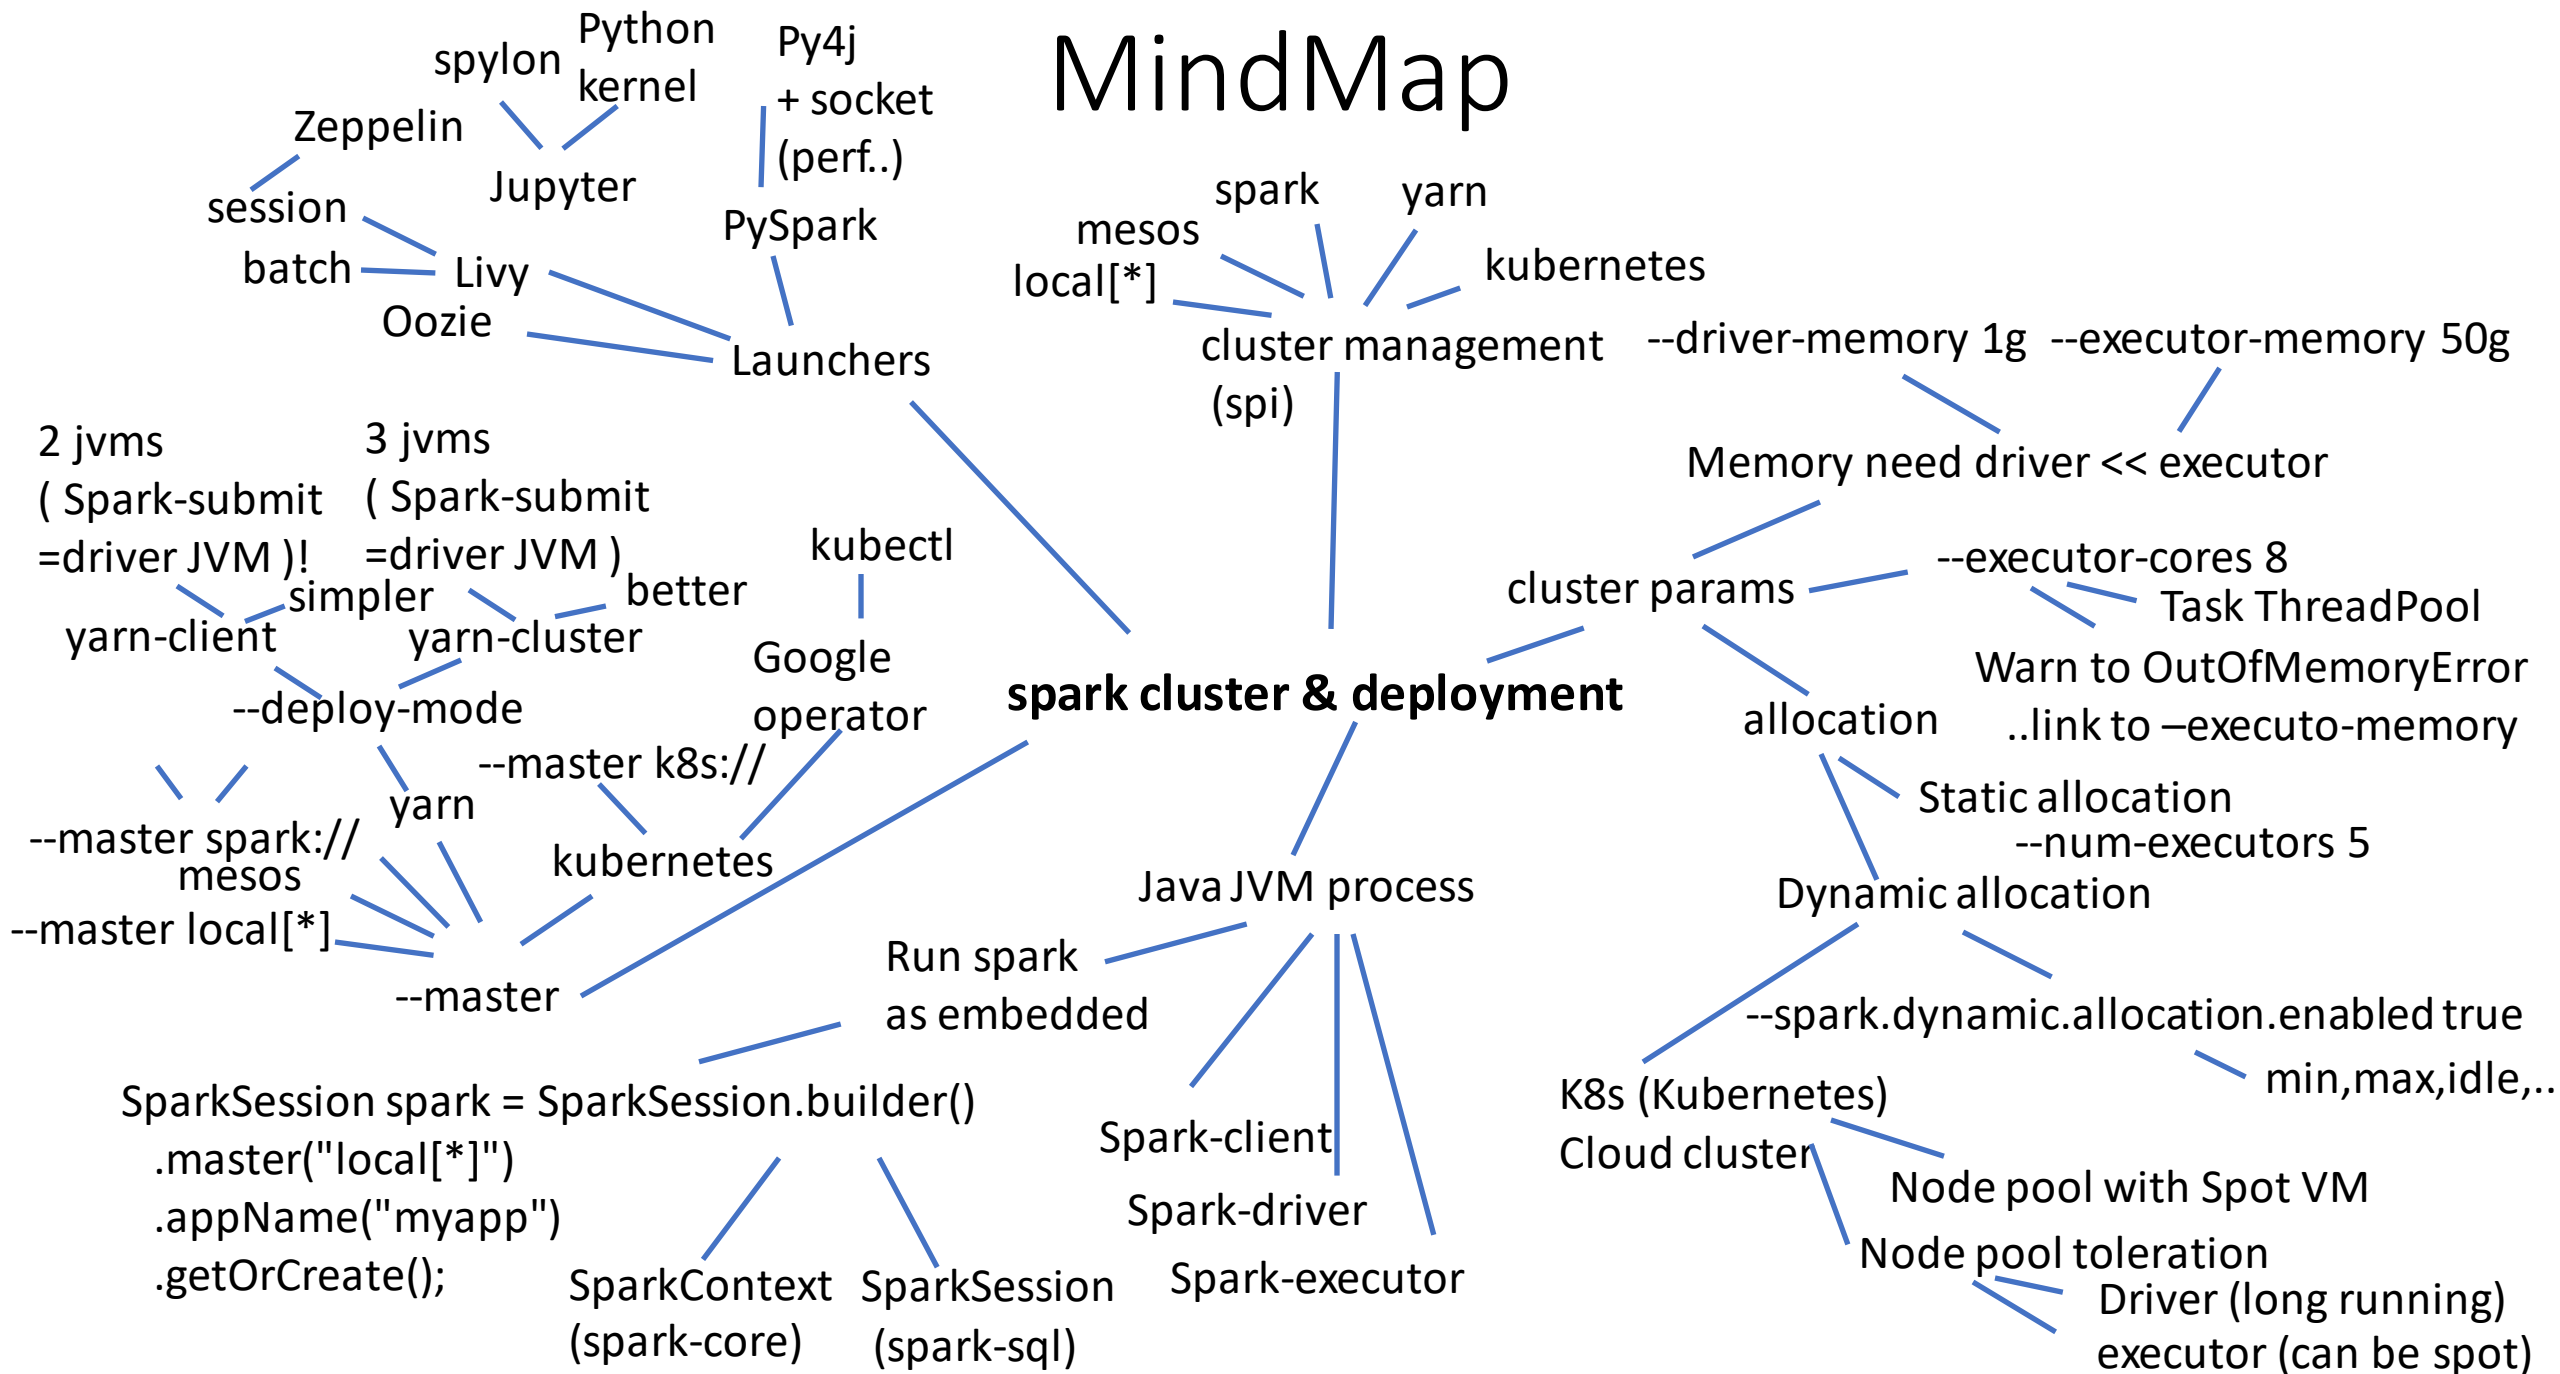 MindMap
Python
kernel
spylon
Py4j
+ socket
(perf..)
Zeppelin
Jupyter
session
batch
Livy
Oozie
PySpark
Launchers
spark
yarn
mesos
local[*]
kubernetes
cluster management
(spi)
--driver-memory 1g
--executor-memory 50g
Memory need driver << executor
cluster params
--executor-cores 8
Task ThreadPool
Warn to OutOfMemoryError
..link to –executo-memory
allocation
Static allocation
--num-executors 5
Dynamic allocation
--spark.dynamic.allocation.enabled true
min,max,idle,..
K8s (Kubernetes)
Cloud cluster
Node pool with Spot VM
Node pool toleration
Driver (long running)
executor (can be spot)
2 jvms
( Spark-submit
=driver JVM )!
3 jvms
( Spark-submit
=driver JVM )
simpler
better
yarn-client
yarn-cluster
--deploy-mode
kubectl
Google
operator
--master k8s://
yarn
--master spark://
mesos
--master local[*]
kubernetes
--master
spark cluster & deployment
Java JVM process
Run spark
as embedded
SparkSession spark = SparkSession.builder()
.master("local[*]")
.appName("myapp")
.getOrCreate();
SparkContext
(spark-core)
SparkSession
(spark-sql)
Spark-client
Spark-driver
Spark-executor